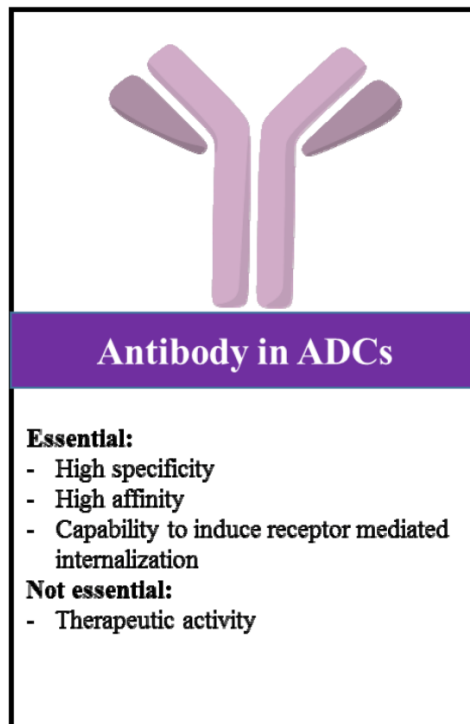 Antibody in ADCs
Essential:
- High specificity
- High affinity
- Capability to induce receptor mediated
internalization
Not essential:
- Therapeutic activity